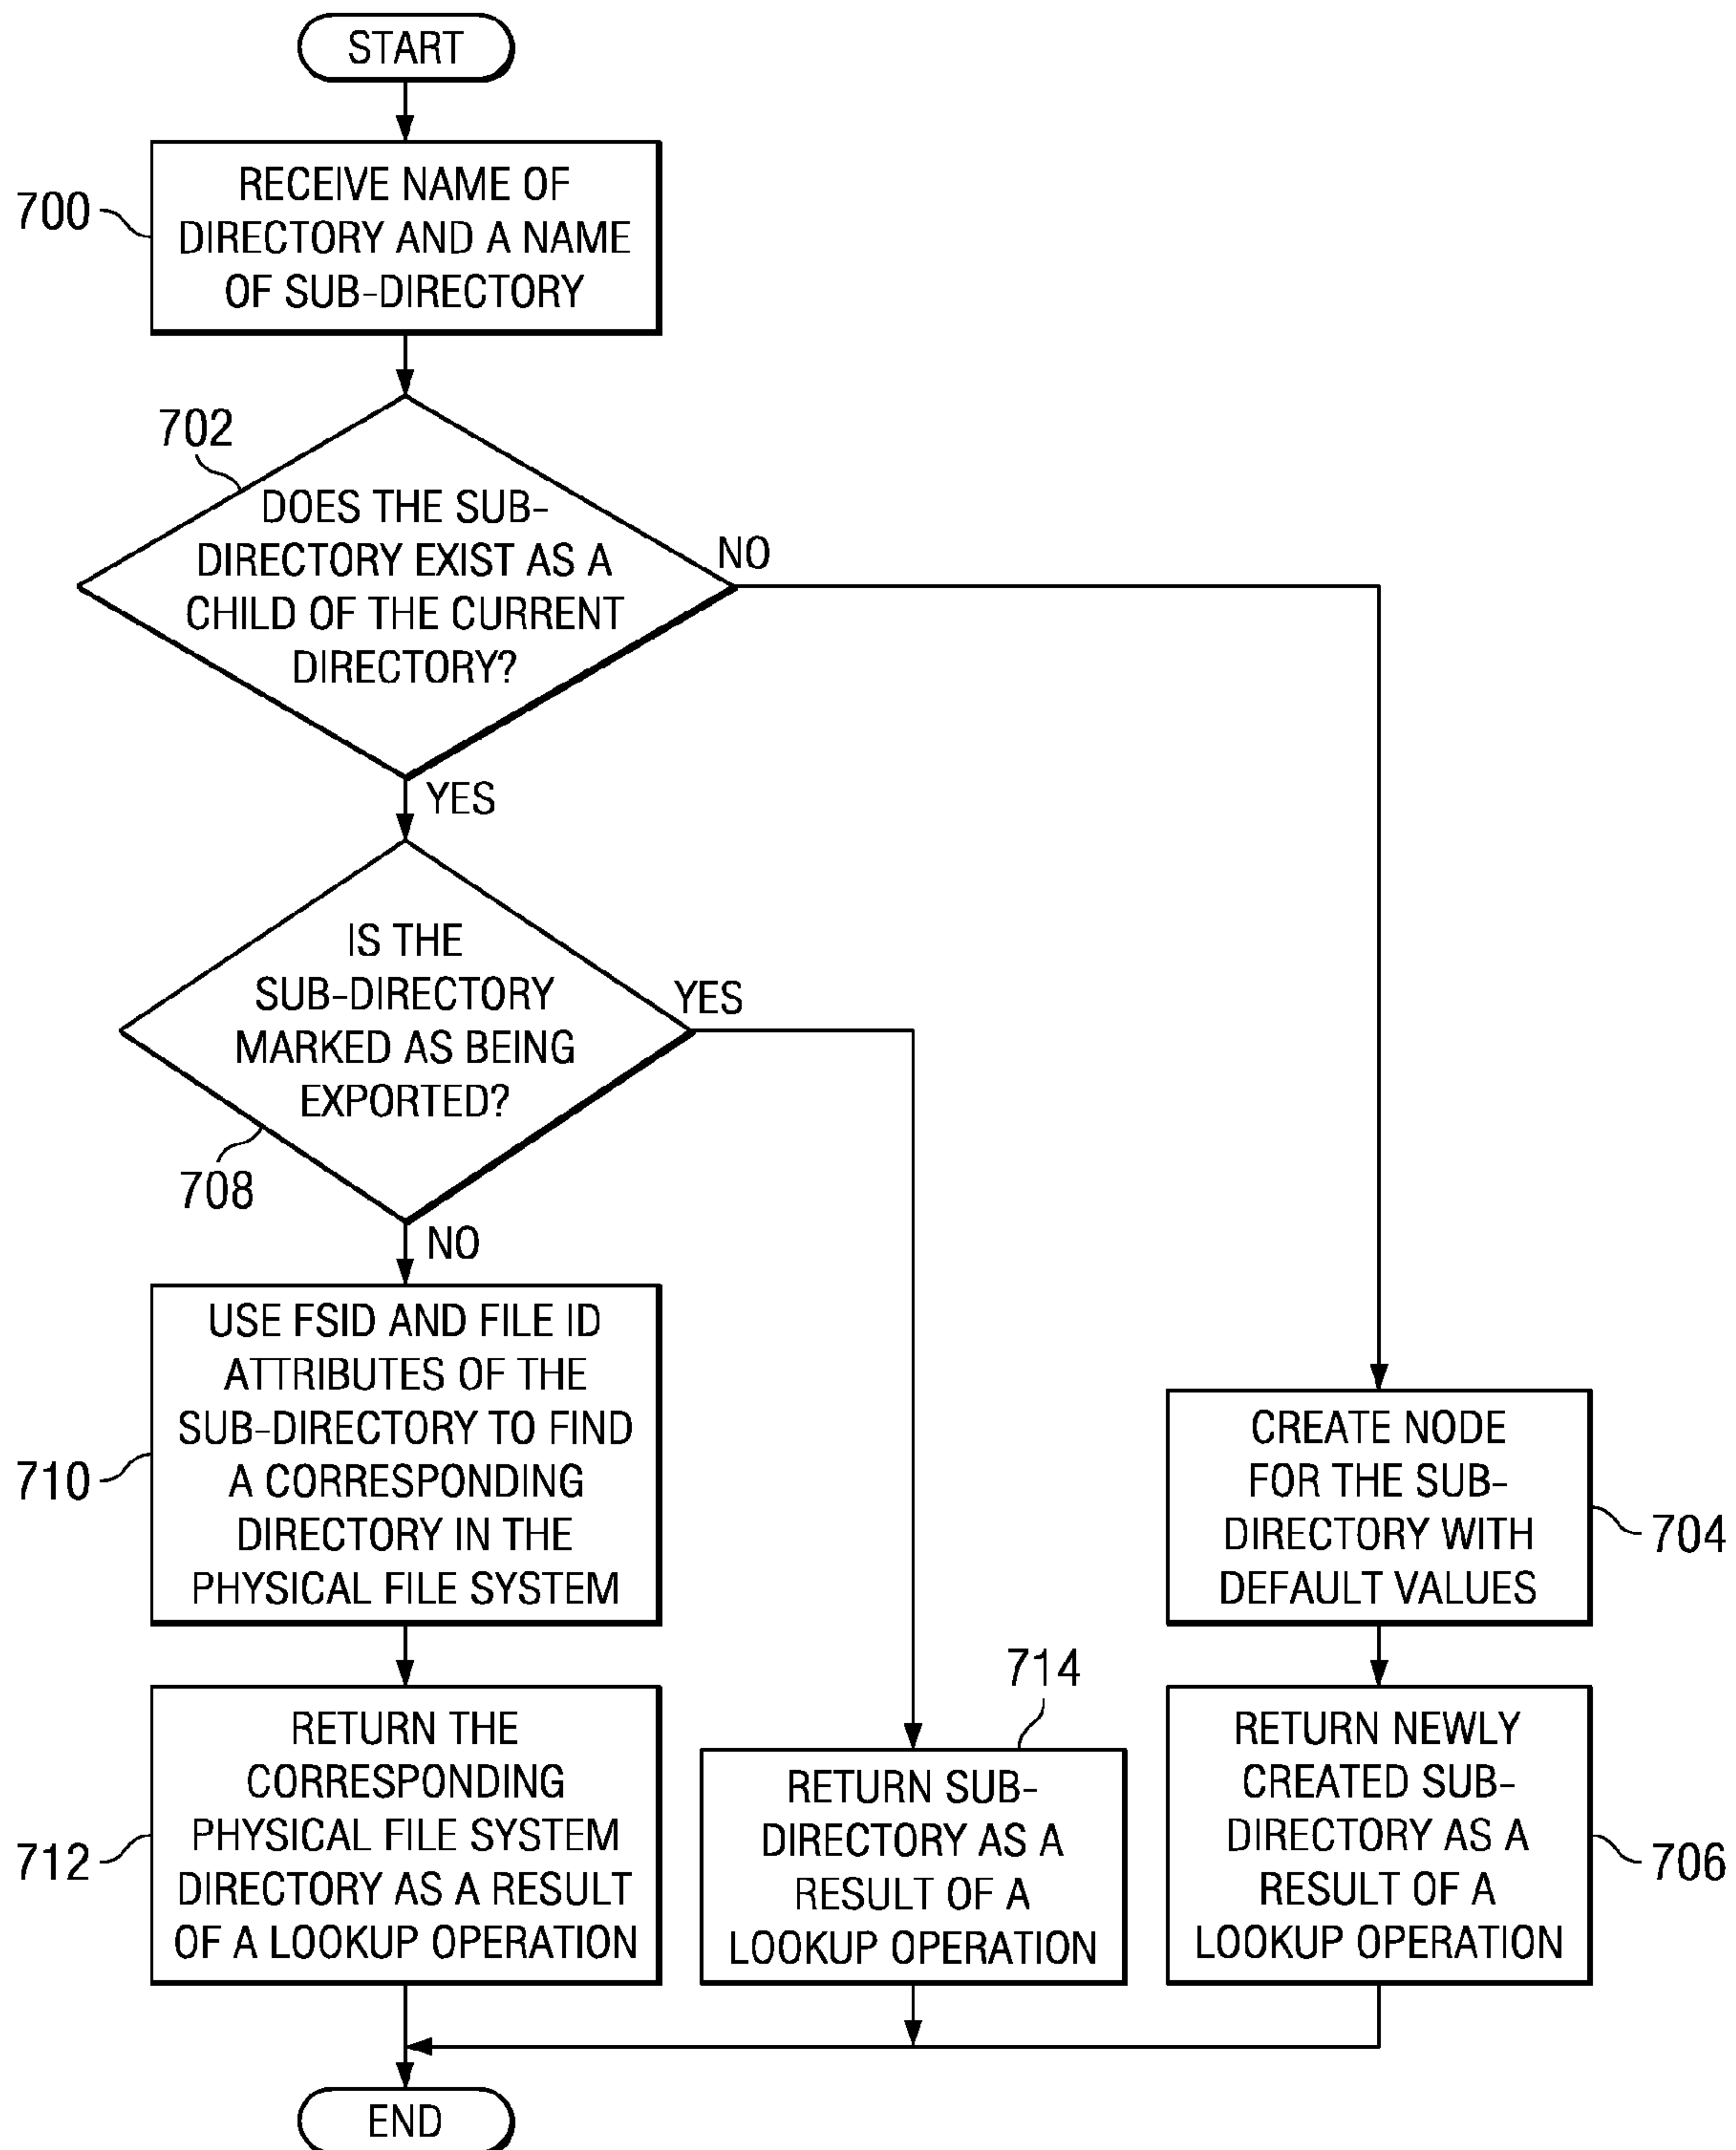 START
700
RECEIVE NAME OF
DIRECTORY AND A NAME
OF SUB-DIRECTORY
702
DOES THE SUB-
DIRECTORY EXIST AS A
CHILD OF THE CURRENT
DIRECTORY?
NO
YES
IS THE
SUB-DIRECTORY
MARKED AS BEING
EXPORTED?
YES
708
NO
710
USE FSID AND FILE ID
ATTRIBUTES OF THE
SUB-DIRECTORY TO FIND
A CORRESPONDING
DIRECTORY IN THE
PHYSICAL FILE SYSTEM
CREATE NODE
FOR THE SUB-
DIRECTORY WITH
DEFAULT VALUES
704
712
RETURN THE
CORRESPONDING
PHYSICAL FILE SYSTEM
DIRECTORY AS A RESULT
OF A LOOKUP OPERATION
714
RETURN SUB-
DIRECTORY AS A
RESULT OF A
LOOKUP OPERATION
RETURN NEWLY
CREATED SUB-
DIRECTORY AS A
RESULT OF A
LOOKUP OPERATION
706
END